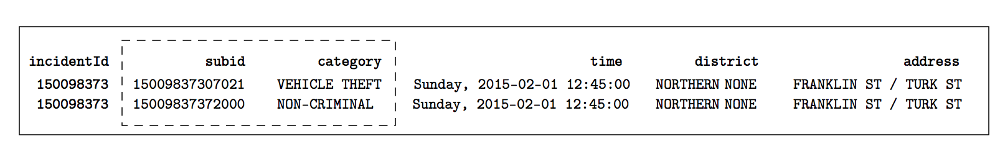 incidentId subid category time district address
150098373 15009837307021 VEHICLE THEFT Sunday, 2015-02-01 12:45:00 NORTHERN NONE FRANKLIN ST / TURK ST
150098373 15009837372000 NON-CRIMINAL Sunday, 2015-02-01 12:45:00 NORTHERN NONE FRANKLIN ST / TURK ST